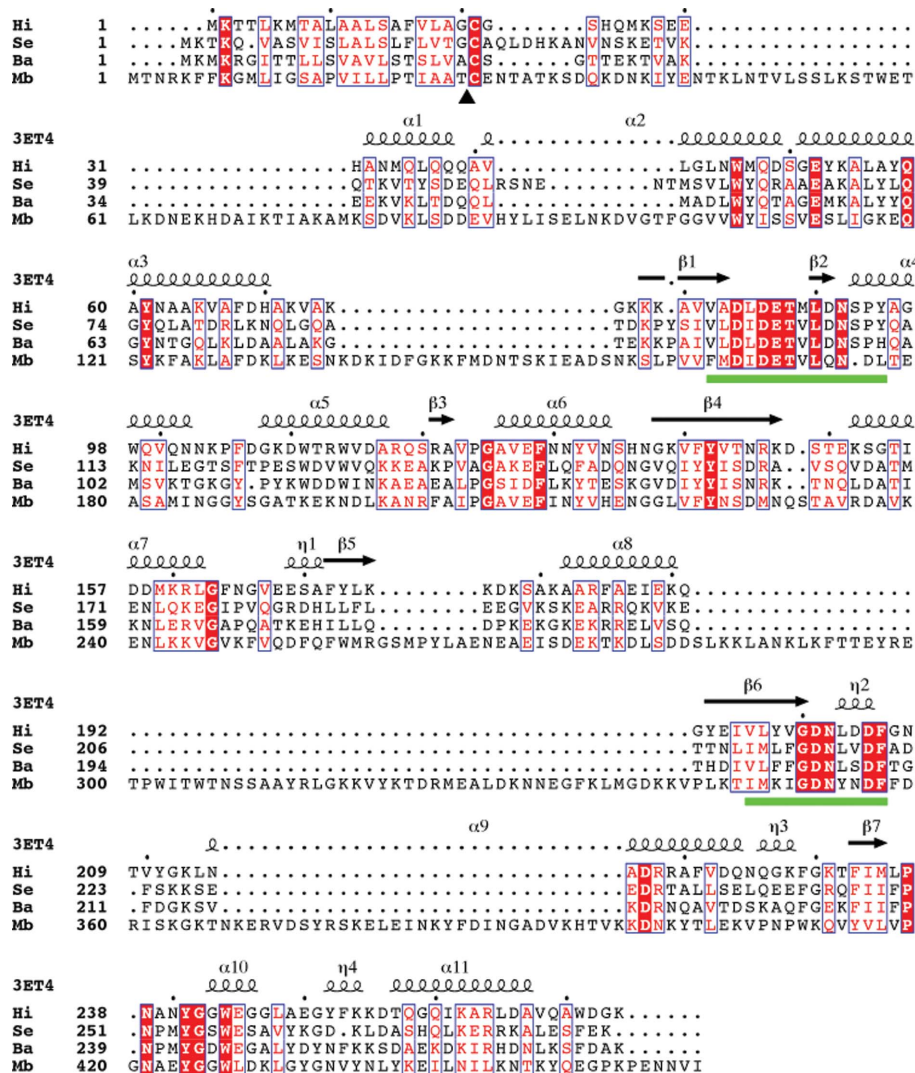 Hi 1 ......MKTTLKMTALAALSAFVLAGCG.......SHQMKSEE.................
Se 1 ....MKTKQ.VASVISLALSLFLVTGCAQLDHKANVNSKETVK.................
Ba 1 ....MKMKRGITTLLSVAVLSTSLVACS......GTTEKTVAK.................
Mb 1 MTNRKFFKGMLIGSAPVILLPTIAATCENTATKSDQKDNKIYENTKLNTVLSSLKSTWET
α1 α2
3ET4
Hi 31 .................HANMQLQQQAV..............LGLNWMQDSGEYKALAYQ
Se 39 .................QTKVTYSDEQLRSNE........NTMSVLWYQRAAEAKALYLQ
Ba 34 .................EEKVKLTDQQL..............MADLWYQTAGEMKALYYQ
Mb 61 LKDNEKHDAIKTIAKAMKSDVKLSDDEVHYLISELNKDVGTFGGVVWYISSVESLIGKEQ
α3 β1 β2 α4
3ET4
Hi 60 AYNAAKVAFDHAKVAK.....................GKKK.AVVADLDETMLDNSPYAG
Se 74 GYQLATDRLKNQLGQA.....................TDKPYSIVLDLDETVLDNSPYQA
Ba 63 GYNTGQLKLDAALAKG.....................TEKKPAIVLDLDETVLDNSPHQA
Mb 121 SYKFAKLAFDKLKESNKDKIDFGKKFMDNTSKIEADSNKSLPVVFMDIDETVLQN.DLTE
α5 β3 α6 β4
3ET4
Hi 98 WQVQNNKPFDGKDWTRWVDARQSRAVPGAVEFNNYVNSHNGKVFYVTNRKD.STEKSGTI
Se 113 KNILEGTSFTPESWDVWVQKKEAKPVAGAKEFLQFADQNGVQIYYISDRA..VSQVDATM
Ba 102 MSVKTGKGY.PYKWDDWINKAEAEALPGSIDFLKYTESKGVDIYYISNRK..TNQLDATI
Mb 180 ASAMINGGYSGATKEKNDLKANRFAIPGAVEFINYVHENGGLVFYNSDMNQSTAVRDAVK
α7 η1 β5 α8
3ET4
Hi 157 DDMKRLGFNGVEESAFYLK........KDKSAKAARFAEIEKQ.................
Se 171 ENLQKEGIPVQGRDHLLFL........EEGVKSKEARRQKVKE.................
Ba 159 KNLERVGAPQATKEHILLQ........DPKEKGKEKRRELVSQ.................
Mb 240 ENLKKVGVKFVQDFQFWMRGSMPYLAENEAEISDEKTKDLSDDSLKKLANKLKFTTEYRE
β6 η2
3ET4
Hi 192 ...........................................GYEIVLYVGDNLDDFGN
Se 206 ...........................................TTNLIMLFGDNLVDFAD
Ba 194 ...........................................THDIVLFFGDNLSDFTG
Mb 300 TPWITWTNSSAAYRLGKKVYKTDRMEALDKNNEGFKLMGDKKVPLKTIMKIGDNYNDFFD
α9 η3 β7
3ET4
Hi 209 TVYGKLN...............................ADRRAFVDQNQGKFGKTFIMLP
Se 223 .FSKKSE...............................EDRTALLSELQEEFGRQFIIFP
Ba 211 .FDGKSV...............................KDRNQAVTDSKAQFGEKFIIFP
Mb 360 RISKGKTNKERVDSYRSKELEINKYFDINGADVKHTVKKDNKYTLEKVPNPWKQVYVLVP
α10 η4 α11
3ET4
Hi 238 .NANYGGWEGGLAEGYFKKDTQGQIKARLDAVQAWDGK......
Se 251 .NPMYGSWESAVYKGD.KLDASHQLKERRKALESFEK.......
Ba 239 .NPMYGDWEGALYDYNFKKSDAEKDKIRHDNLKSFDAK......
Mb 420 GNAEYGGWLDKLGYGNVYNLYKEILNILKNTKYQEGPKPENNVI